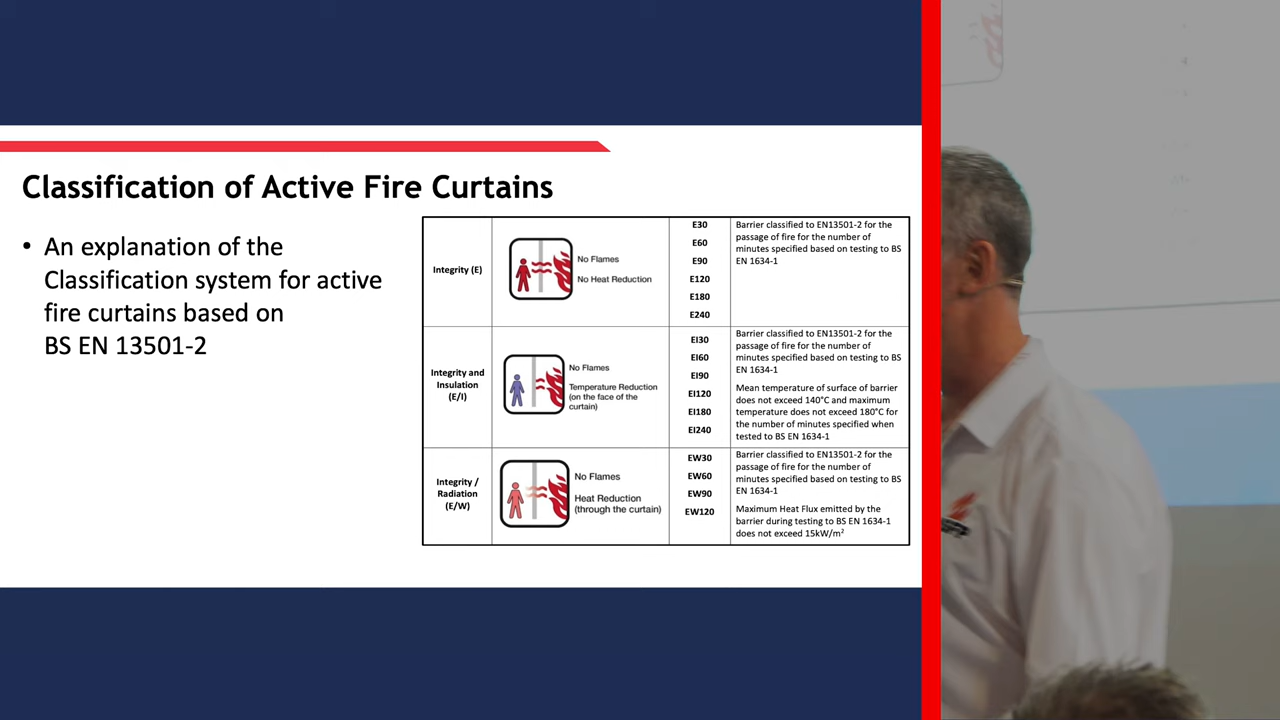 Classification of Active Fire Curtains
• An explanation of the
Classification system for active
fire curtains based on
BS EN 13501-2
Integrity (E)
No Flames
No Heat Reduction
E30
E60
E90
E120
E180
E240
Barrier classified to EN13501-2 for the
passage of fire for the number of
minutes specified based on testing to BS
EN 1634-1
Integrity and
Insulation
(E/I)
No Flames
Temperature Reduction
(on the face of the
curtain)
EI30
EI60
EI90
EI120
EI180
EI240
Barrier classified to EN13501-2 for the
passage of fire for the number of
minutes specified based on testing to BS
EN 1634-1
Mean temperature of surface of barrier
does not exceed 140°C and maximum
temperature does not exceed 180°C for
the number of minutes specified when
tested to BS EN 1634-1
Integrity /
Radiation
(E/W)
No Flames
Heat Reduction
(through the curtain)
EW30
EW60
EW90
EW120
Barrier classified to EN13501-2 for the
passage of fire for the number of
minutes specified based on testing to BS
EN 1634-1
Maximum Heat Flux emitted by the
barrier during testing to BS EN 1634-1
does not exceed 15kW/m²